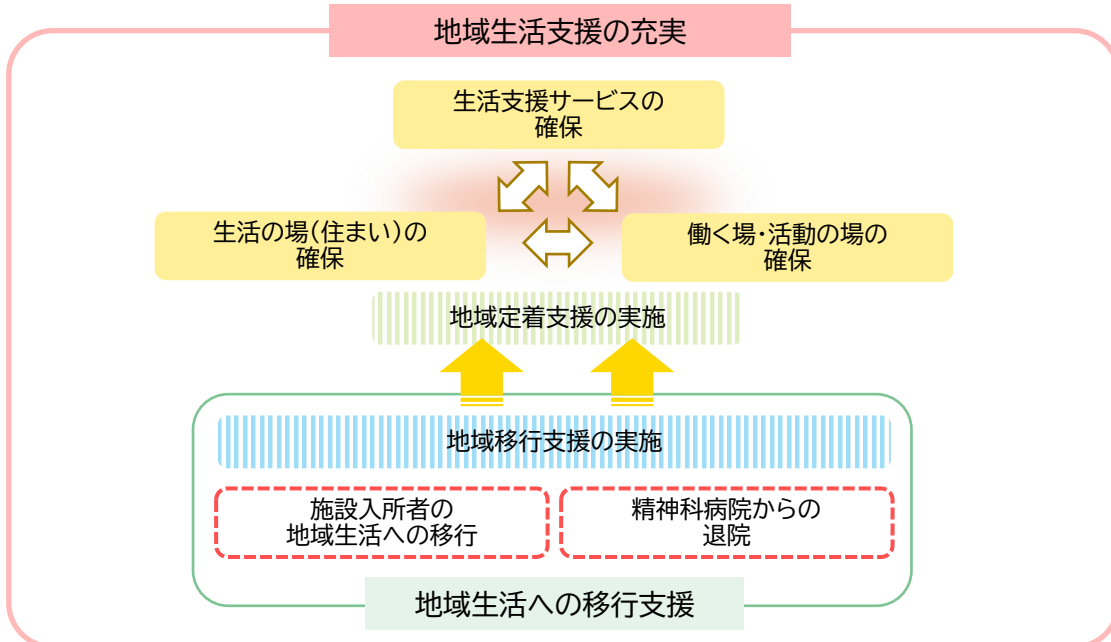 地域生活支援の充実
生活支援サービスの
確保
生活の場(住まい)の
確保
働く場・活動の場の
確保
地域定着支援の実施
地域移行支援の実施
施設入所者の
地域生活への移行
精神科病院からの
退院
地域生活への移行支援